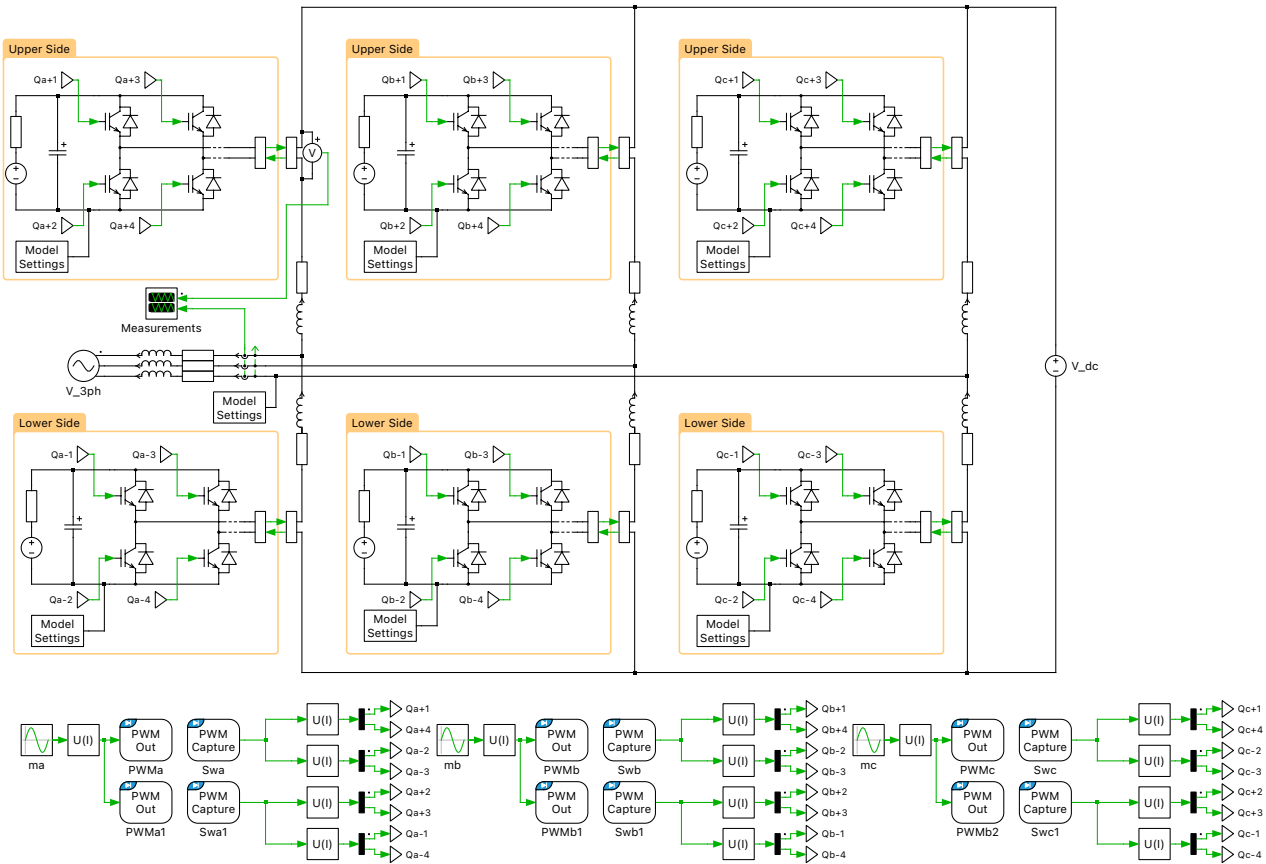 Upper Side
Upper Side
Upper Side
Qa+1
Qa+3
Qb+1
Qb+3
Qc+1
Qc+3
+
+
+
+
V
+
+
+
−
+
−
+
−
Qa+2
Qa+4
Qb+2
Qb+4
Qc+2
Qc+4
Model
Settings
Model
Settings
Model
Settings
Measurements
V_3ph
+
−
V_dc
Model
Settings
Lower Side
Lower Side
Lower Side
Qa-1
Qa-3
Qb-1
Qb-3
Qc-1
Qc-3
+
+
+
+
−
+
−
+
−
Qa-2
Qa-4
Qb-2
Qb-4
Qc-2
Qc-4
Model
Settings
Model
Settings
Model
Settings
ma
U(I)
PWM
Out
PWMa
PWM
Capture
Swa
PWM
Out
PWMa1
PWM
Capture
Swa1
U(I)
U(I)
U(I)
U(I)
Qa+1
Qa+4
Qa-2
Qa-3
Qa+2
Qa+3
Qa-1
Qa-4
mb
U(I)
PWM
Out
PWMb
PWM
Capture
Swb
PWM
Out
PWMb1
PWM
Capture
Swb1
U(I)
U(I)
U(I)
U(I)
Qb+1
Qb+4
Qb-2
Qb-3
Qb+2
Qb+3
Qb-1
Qb-4
mc
U(I)
PWM
Out
PWMc
PWM
Capture
Swc
PWM
Out
PWMb2
PWM
Capture
Swc1
U(I)
U(I)
U(I)
U(I)
Qc+1
Qc+4
Qc-2
Qc-3
Qc+2
Qc+3
Qc-1
Qc-4